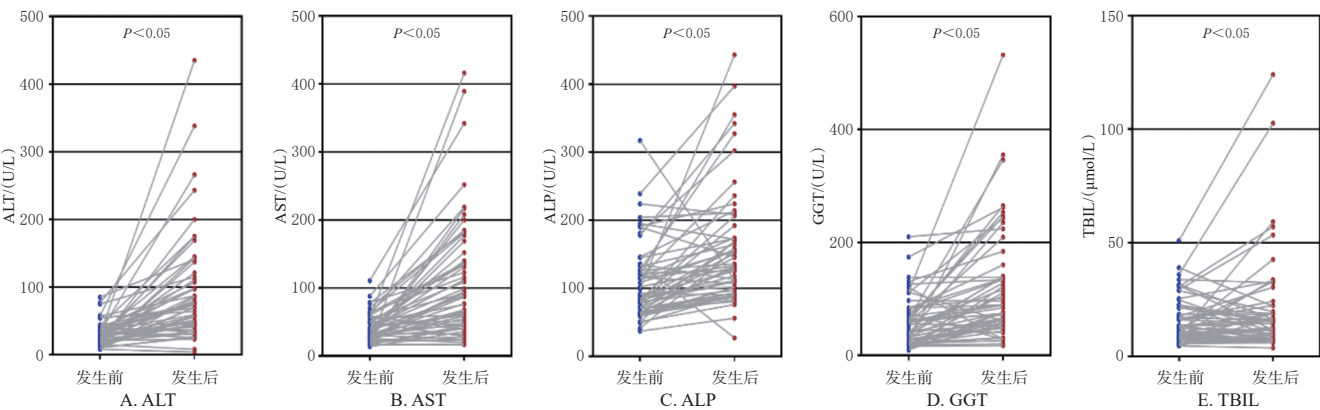 500
400
300
200
100
0
ALT/(U/L)
P＜0.05
发生前
发生后
A. ALT
500
400
300
200
100
0
AST/(U/L)
P＜0.05
发生前
发生后
B. AST
500
400
300
200
100
0
ALP/(U/L)
P＜0.05
发生前
发生后
C. ALP
600
400
200
0
GGT/(U/L)
P＜0.05
发生前
发生后
D. GGT
150
100
50
0
TBIL/(μmol/L)
P＜0.05
发生前
发生后
E. TBIL